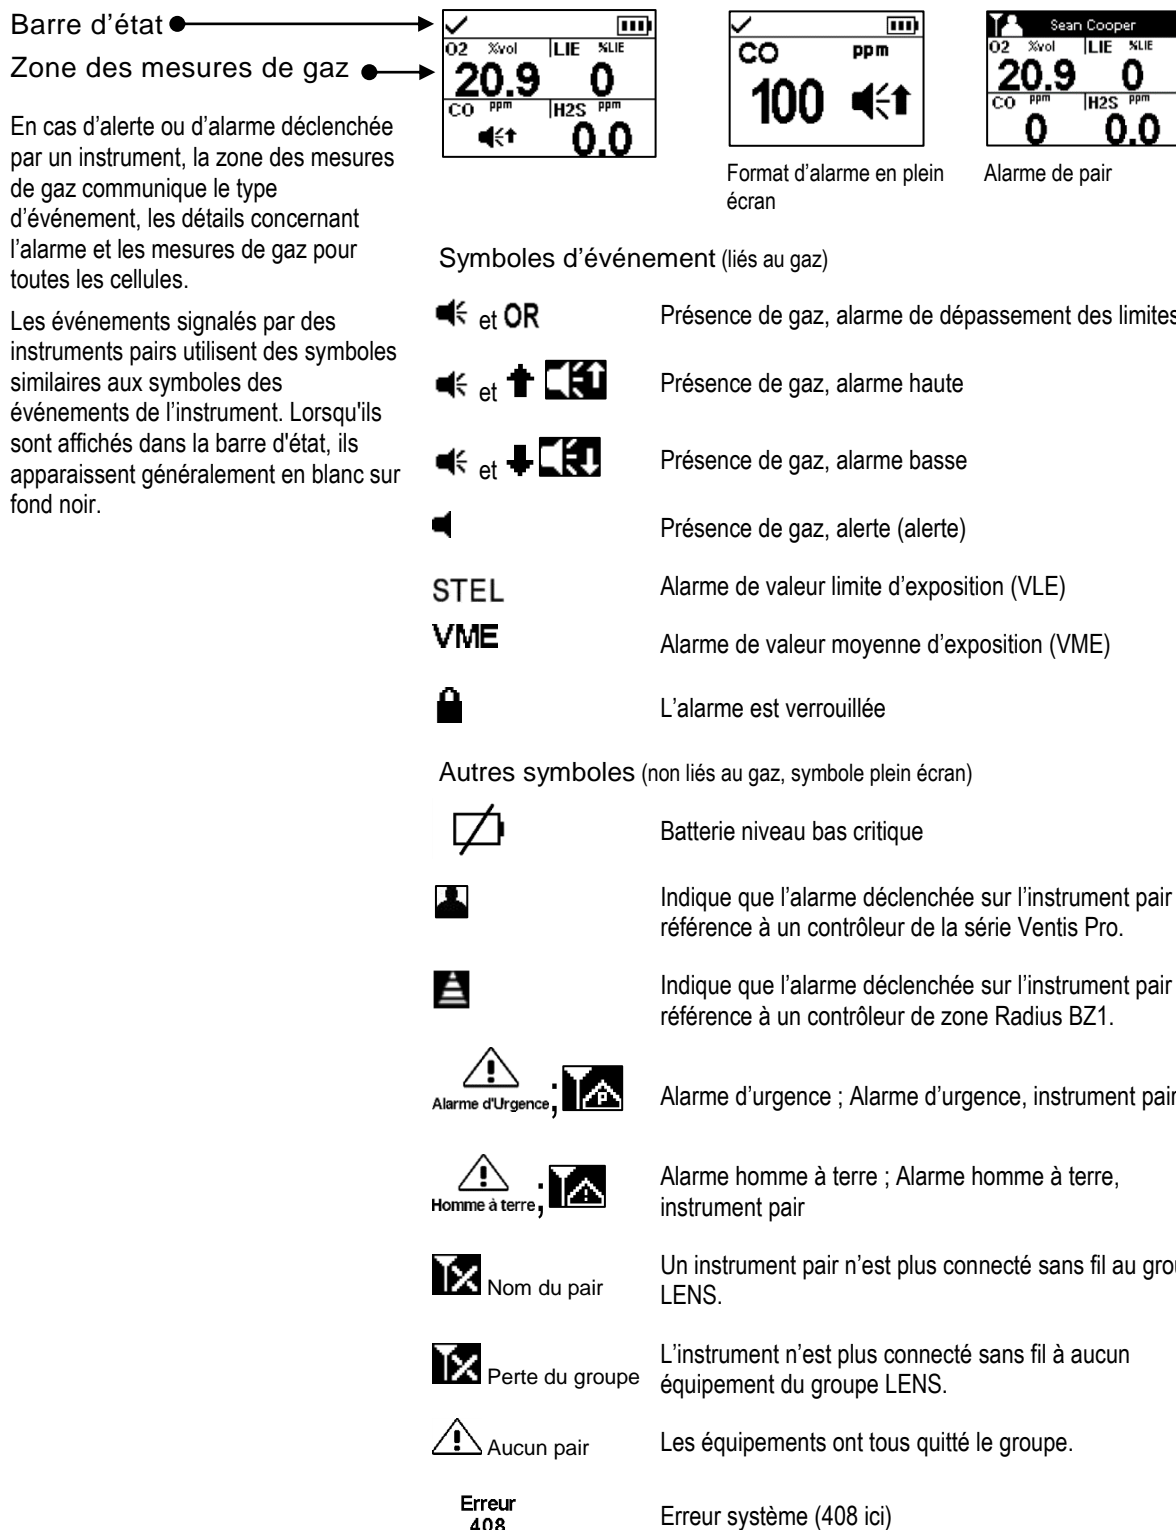 Barre d’état
Zone des mesures de gaz
En cas d’alerte ou d’alarme déclenchée
par un instrument, la zone des mesures
de gaz communique le type
d’événement, les détails concernant
l’alarme et les mesures de gaz pour
toutes les cellules.
Les événements signalés par des
instruments pairs utilisent des symboles
similaires aux symboles des
événements de l’instrument. Lorsqu'ils
sont affichés dans la barre d'état, ils
apparaissent généralement en blanc sur
fond noir.
O2 %vol LIE %LIE
20.9 0
CO ppm H2S ppm
0.0
CO ppm
100
Format d’alarme en plein
écran
Sean Cooper
O2 %vol LIE %LIE
20.9 0
CO ppm H2S ppm
0 0.0
Alarme de pair
Symboles d’événement (liés au gaz)
et OR Présence de gaz, alarme de dépassement des limites
et Présence de gaz, alarme haute
et Présence de gaz, alarme basse
Présence de gaz, alerte (alerte)
STEL Alarme de valeur limite d’exposition (VLE)
VME Alarme de valeur moyenne d’exposition (VME)
L’alarme est verrouillée
Autres symboles (non liés au gaz, symbole plein écran)
Batterie niveau bas critique
Indique que l’alarme déclenchée sur l’instrument pair
référence à un contrôleur de la série Ventis Pro.
Indique que l’alarme déclenchée sur l’instrument pair
référence à un contrôleur de zone Radius BZ1.
Alarme d'Urgence ; P Alarme d’urgence ; Alarme d’urgence, instrument pair
Homme à terre ; Alarme homme à terre ; Alarme homme à terre,
instrument pair
Nom du pair Un instrument pair n’est plus connecté sans fil au grou
LENS.
Perte du groupe L’instrument n’est plus connecté sans fil à aucun
équipement du groupe LENS.
Aucun pair Les équipements ont tous quitté le groupe.
Erreur
408 Erreur système (408 ici)